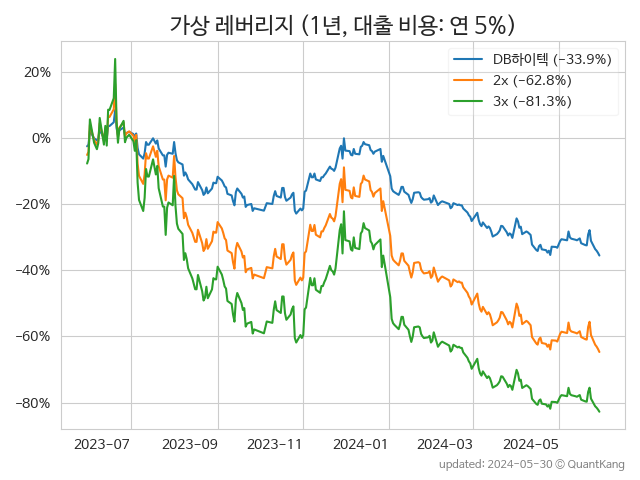 가상 레버리지 (1년, 대출 비용: 연 5%)
DB하이텍 (−33.9%)
2x (−62.8%)
3x (−81.3%)
20%
0%
−20%
−40%
−60%
−80%
2023-07 2023-09 2023-11 2024-01 2024-03 2024-05
updated: 2024-05-30 © QuantKang